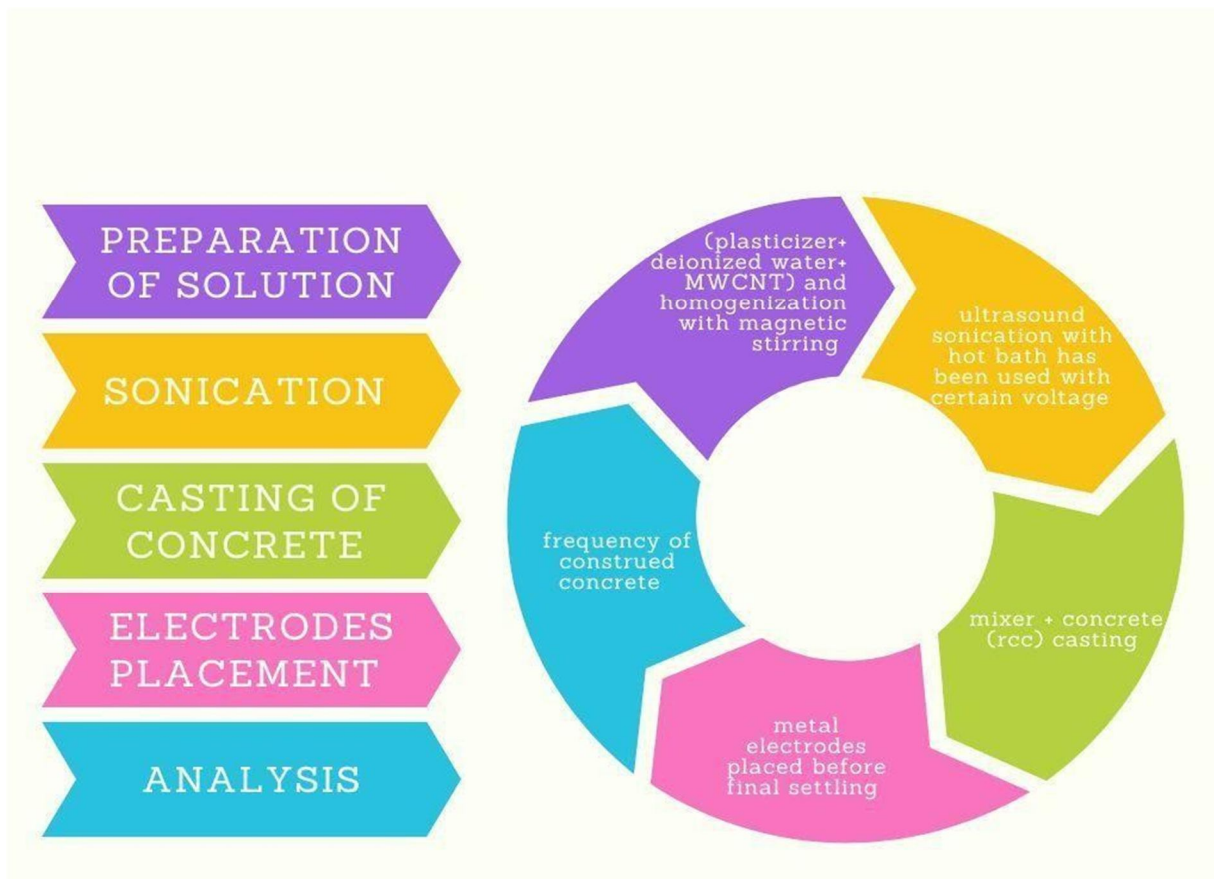 PREPARATION
OF SOLUTION
SONICATION
CASTING OF
CONCRETE
ELECTRODES
PLACEMENT
ANALYSIS
(plasticizer+
deionized water+
MWCNT) and
homogenization
with magnetic
stirring
ultrasound
sonication with
hot bath has
been used with
certain voltage
mixer + concrete
(rcc) casting
metal
electrodes
placed before
final settling
frequency of
construed
concrete